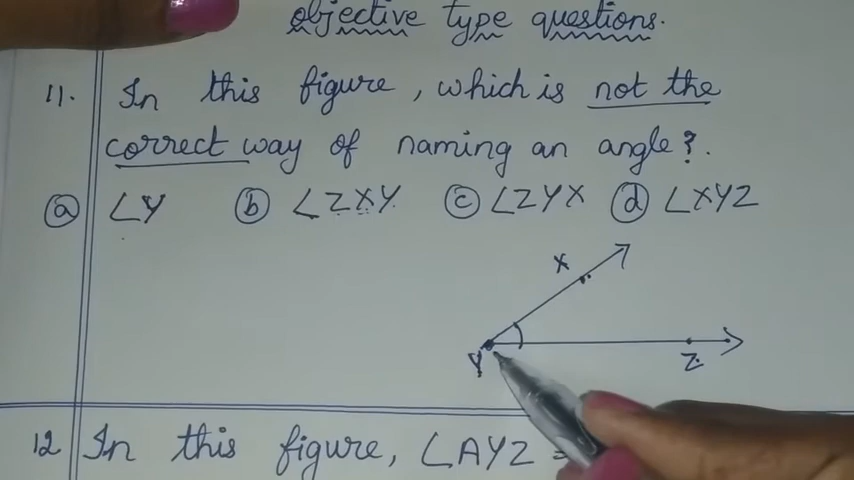 objective type questions.
11. In this figure, which is not the
correct way of naming an angle?.
ⓐ ∠Y ⓑ ∠ZXY ⓒ ∠ZYX ⓓ ∠XYZ
X
Y
Z
12 In this figure, ∠AYZ =